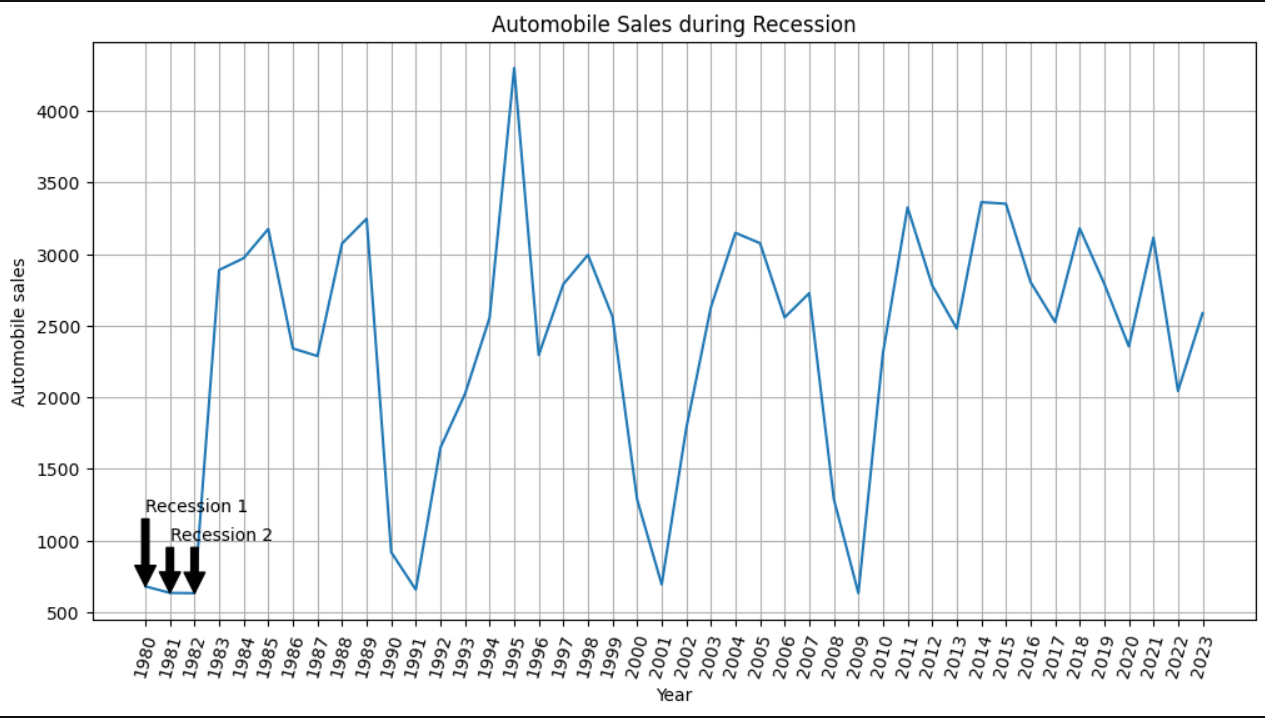 Automobile Sales during Recession
Automobile sales
4000
3500
3000
2500
2000
1500
1000
500
Recession 1
Recession 2
1980 1981 1982 1983 1984 1985 1986 1987 1988 1989 1990 1991 1992 1993 1994 1995 1996 1997 1998 1999 2000 2001 2002 2003 2004 2005 2006 2007 2008 2009 2010 2011 2012 2013 2014 2015 2016 2017 2018 2019 2020 2021 2022 2023
Year